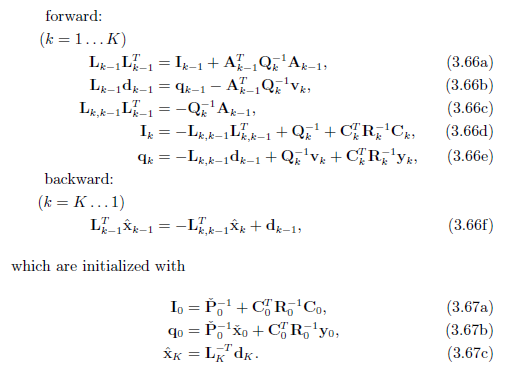 forward:
(k = 1 … K)
L_{k−1}L_{k−1}^T = I_{k−1} + A_{k−1}^T Q_k^{−1} A_{k−1}, (3.66a)
L_{k−1}d_{k−1} = q_{k−1} − A_{k−1}^T Q_k^{−1} v_k, (3.66b)
L_{k,k−1}L_{k−1}^T = −Q_k^{−1} A_{k−1}, (3.66c)
I_k = −L_{k,k−1}L_{k,k−1}^T + Q_k^{−1} + C_k^T R_k^{−1} C_k, (3.66d)
q_k = −L_{k,k−1}d_{k−1} + Q_k^{−1} v_k + C_k^T R_k^{−1} y_k, (3.66e)
backward:
(k = K … 1)
L_{k−1}^T x̂_{k−1} = −L_{k,k−1}^T x̂_k + d_{k−1}, (3.66f)
which are initialized with
I_0 = P̌_0^{−1} + C_0^T R_0^{−1} C_0, (3.67a)
q_0 = P̌_0^{−1} x̌_0 + C_0^T R_0^{−1} y_0, (3.67b)
x̂_K = L_K^{−T} d_K. (3.67c)